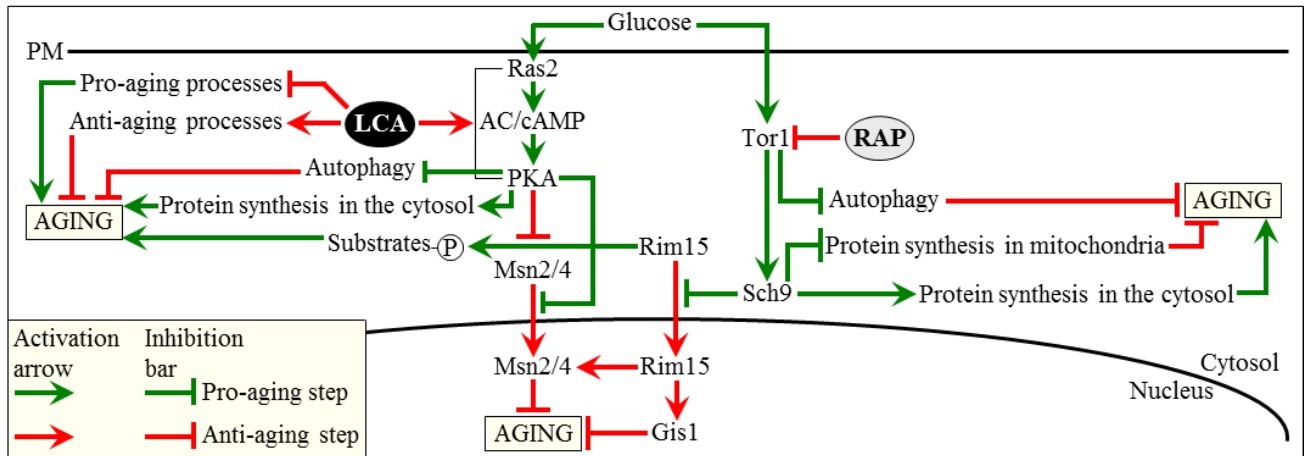 Glucose
PM
Ras2
Pro-aging processes
LCA
Anti-aging processes
AC/cAMP
Tor1
RAP
Autophagy
PKA
AGING
Protein synthesis in the cytosol
Autophagy
AGING
Substrates-P
Rim15
Protein synthesis in mitochondria
Msn2/4
Sch9
Protein synthesis in the cytosol
Activation
arrow
Inhibition
bar
Pro-aging step
Anti-aging step
Msn2/4
Rim15
Cytosol
Nucleus
AGING
Gis1